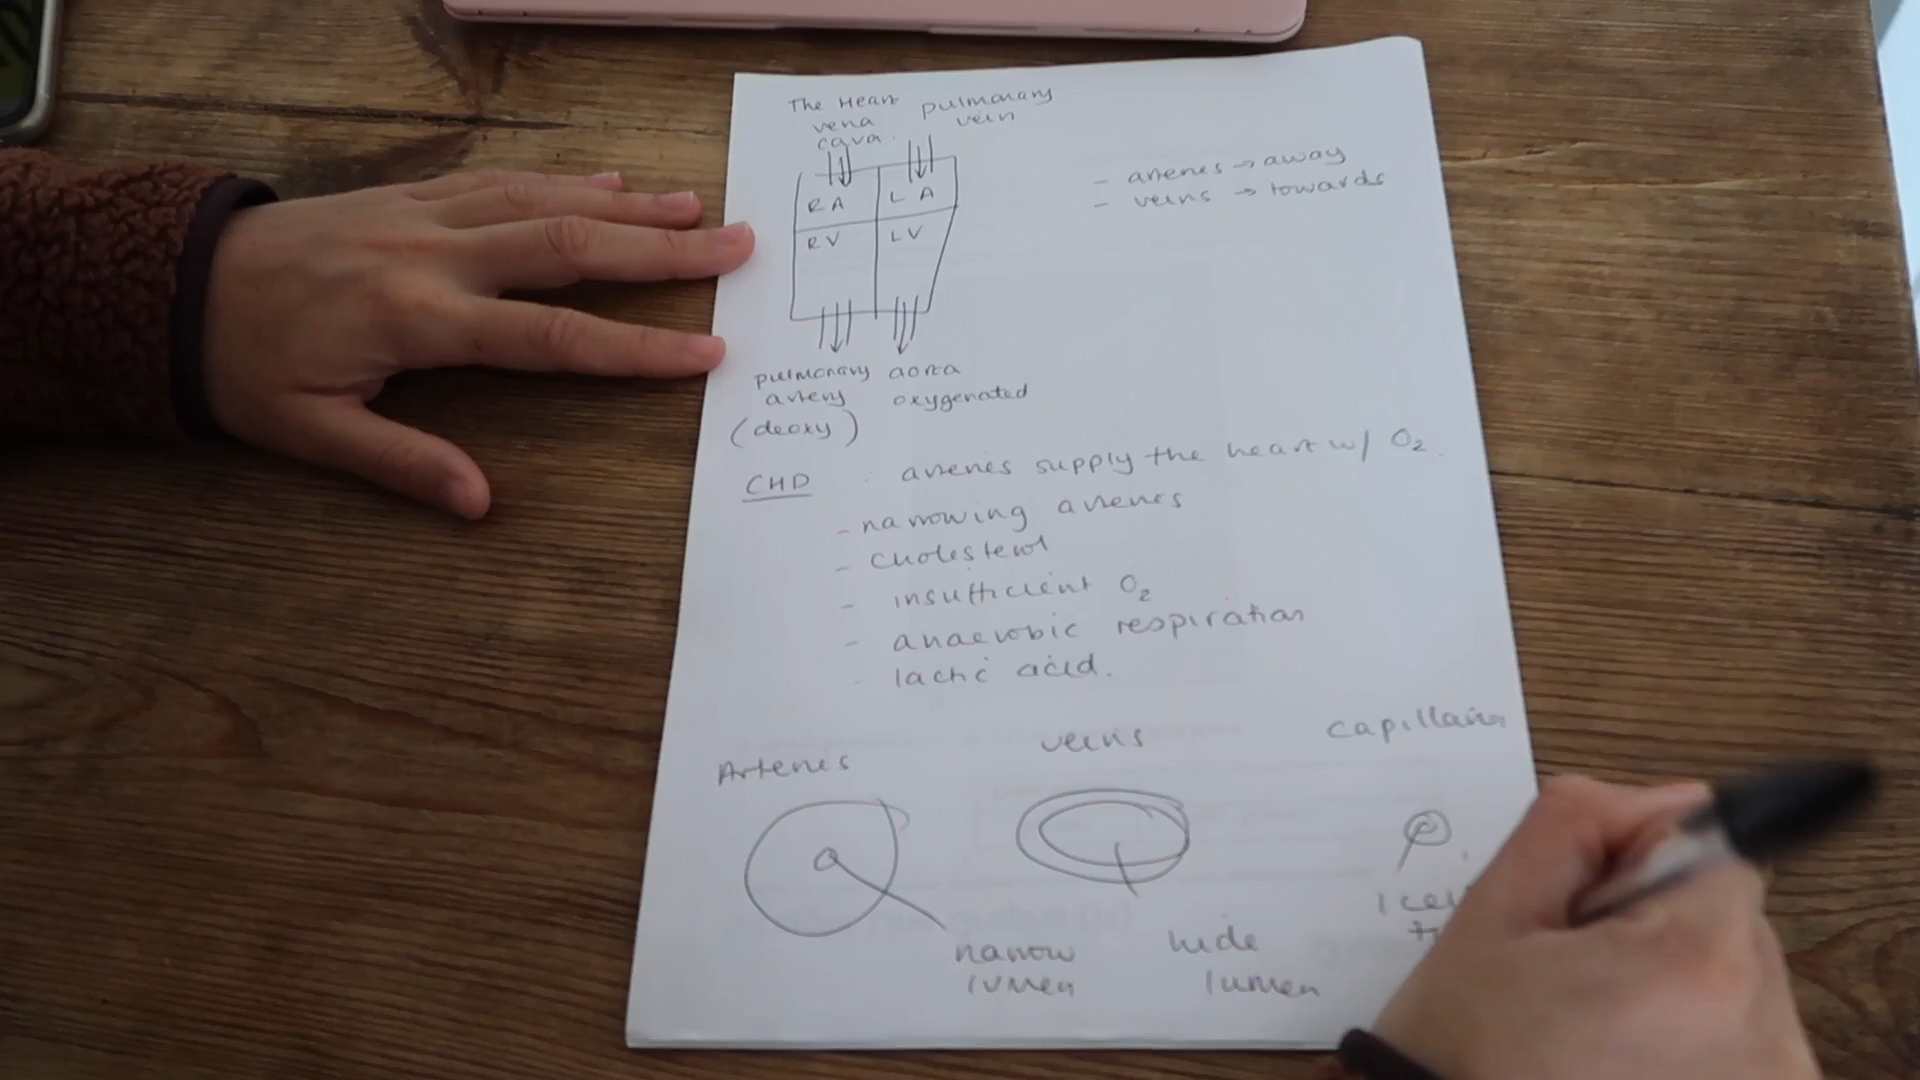 The Heart
vena
cava.
pulmonary
vein
RA
LA
RV
LV
pulmonary
artery
(deoxy)
aorta
oxygenated
- arteries → away
- veins → towards
CHD : arteries supply the heart w/ O₂.
- narrowing arteries
- cholesterol
- insufficient O₂
- anaerobic respiration
- lactic acid.
Arteries
veins
narrow
lumen
wide
lumen
1